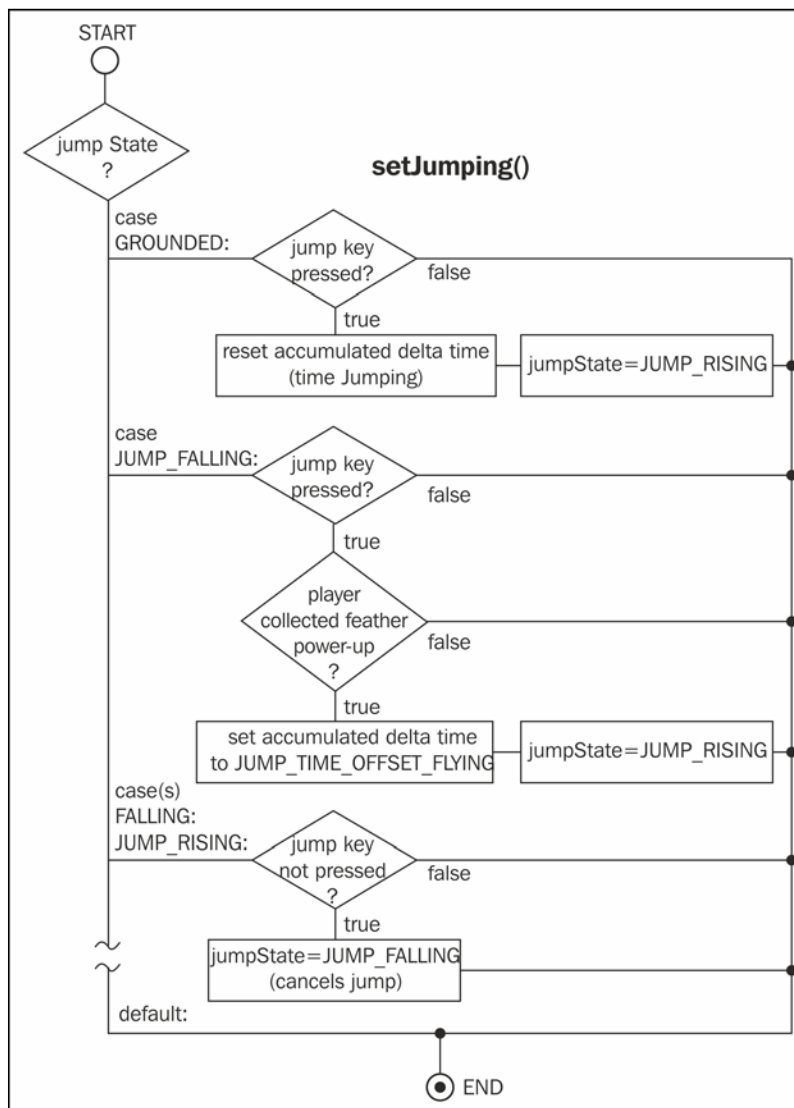 START
jump State
?
setJumping()
case
GROUNDED:
jump key
pressed?
false
true
reset accumulated delta time
(time Jumping)
jumpState=JUMP_RISING
case
JUMP_FALLING:
jump key
pressed?
false
true
player
collected feather
power-up
?
false
true
set accumulated delta time
to JUMP_TIME_OFFSET_FLYING
jumpState=JUMP_RISING
case(s)
FALLING:
JUMP_RISING:
jump key
not pressed
?
false
true
jumpState=JUMP_FALLING
(cancels jump)
default:
END